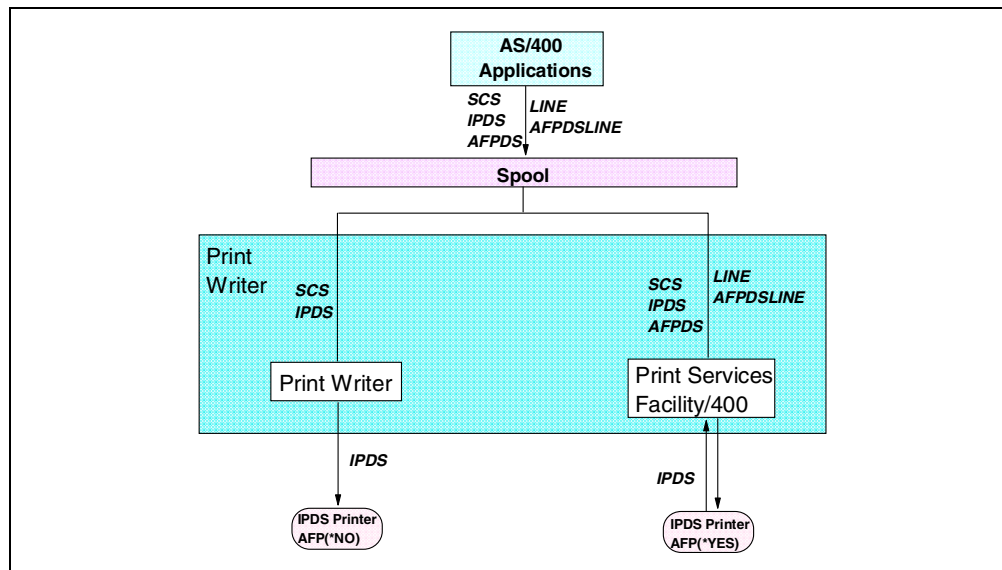 AS/400
Applications
SCS
IPDS
AFPDS
LINE
AFPDSLINE
Spool
Print
Writer
SCS
IPDS
SCS
IPDS
AFPDS
LINE
AFPDSLINE
Print Writer
Print Services
Facility/400
IPDS
IPDS
IPDS Printer
AFP(*NO)
IPDS Printer
AFP(*YES)